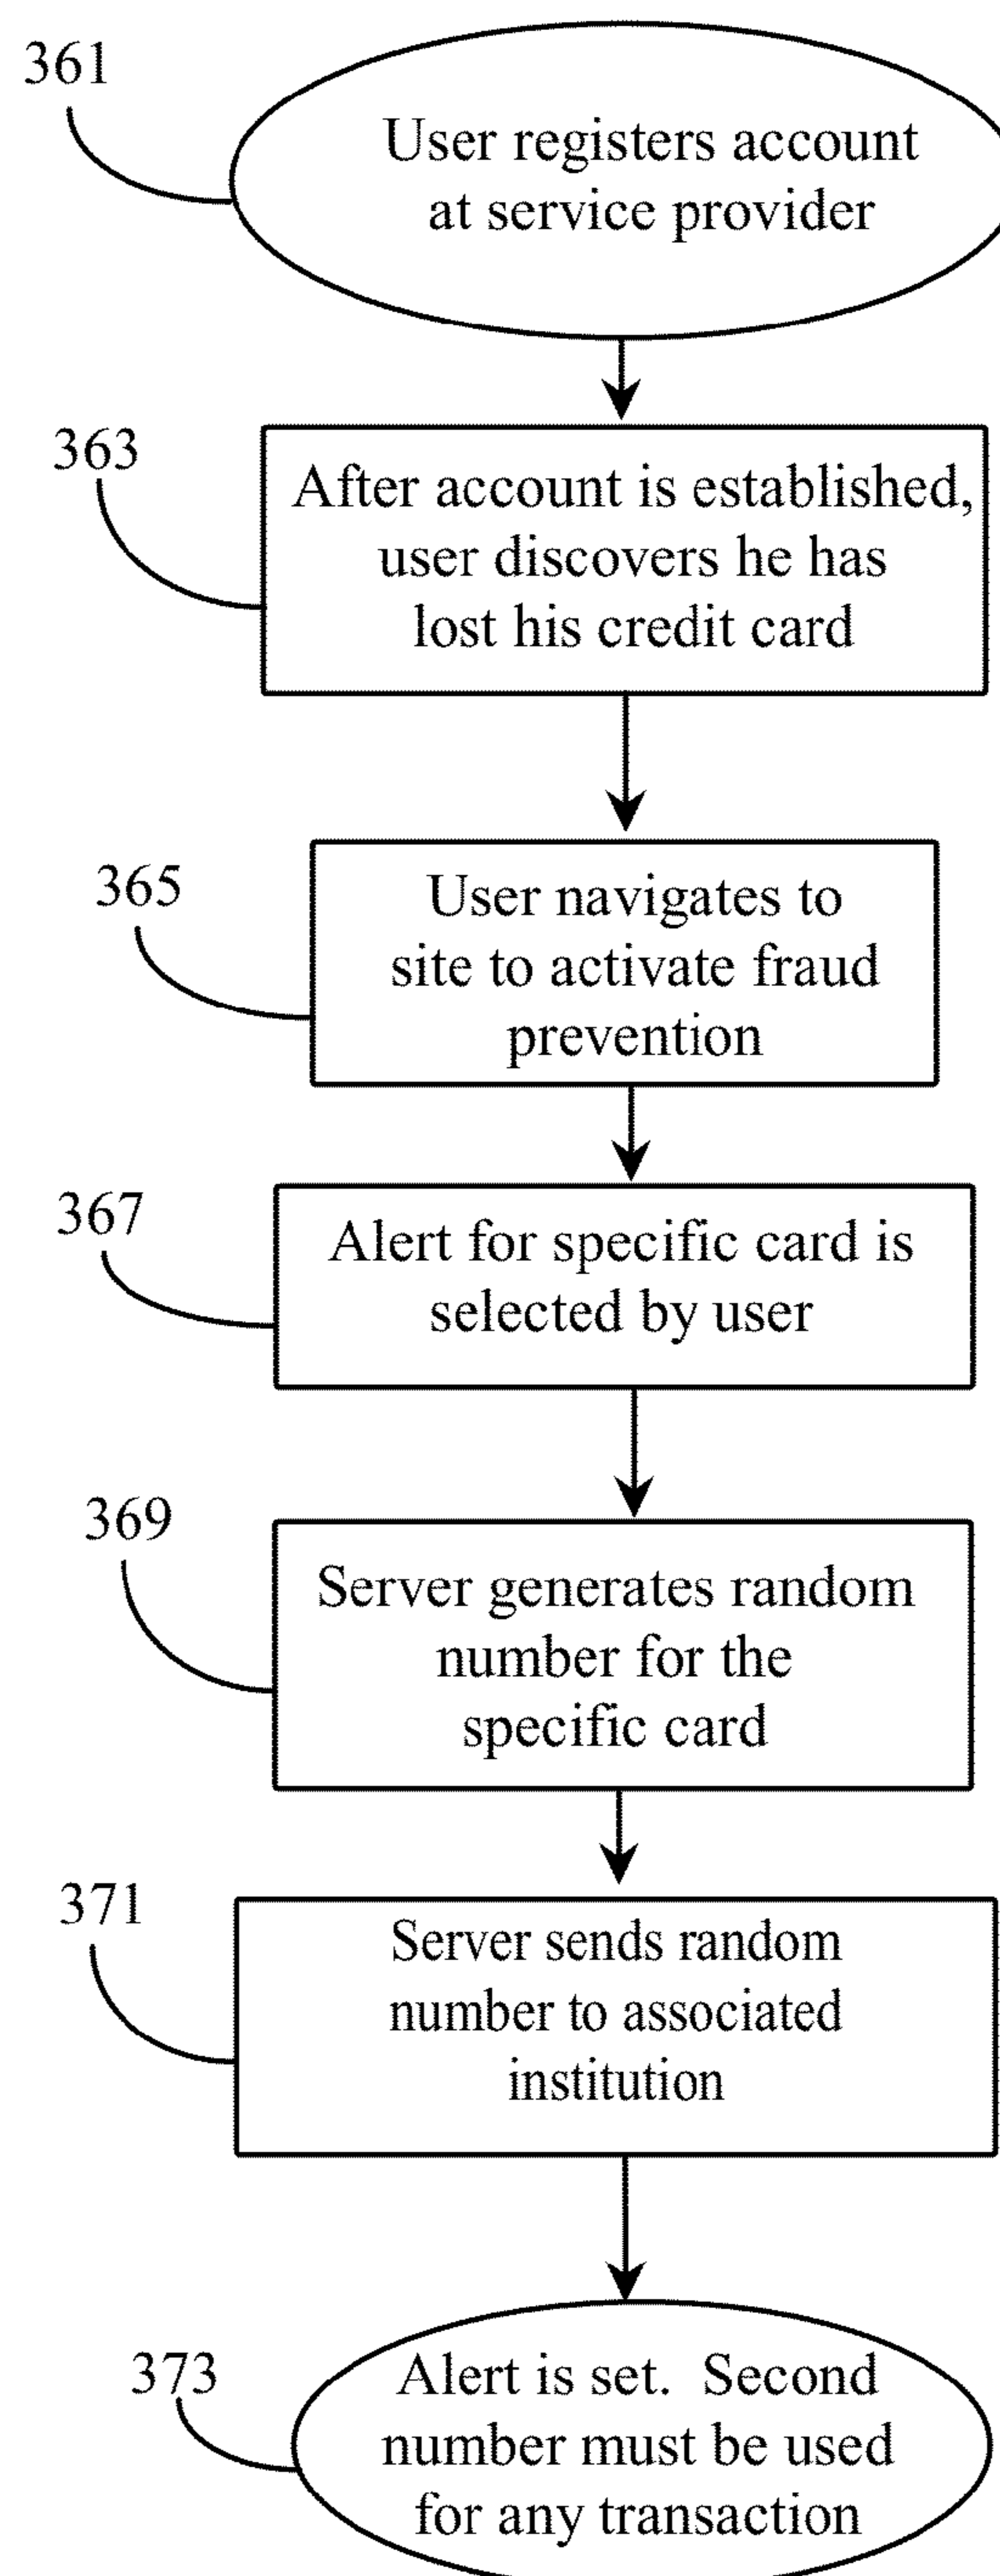 361
User registers account
at service provider
363
After account is established,
user discovers he has
lost his credit card
365
User navigates to
site to activate fraud
prevention
367
Alert for specific card is
selected by user
369
Server generates random
number for the
specific card
371
Server sends random
number to associated
institution
373
Alert is set.  Second
number must be used
for any transaction